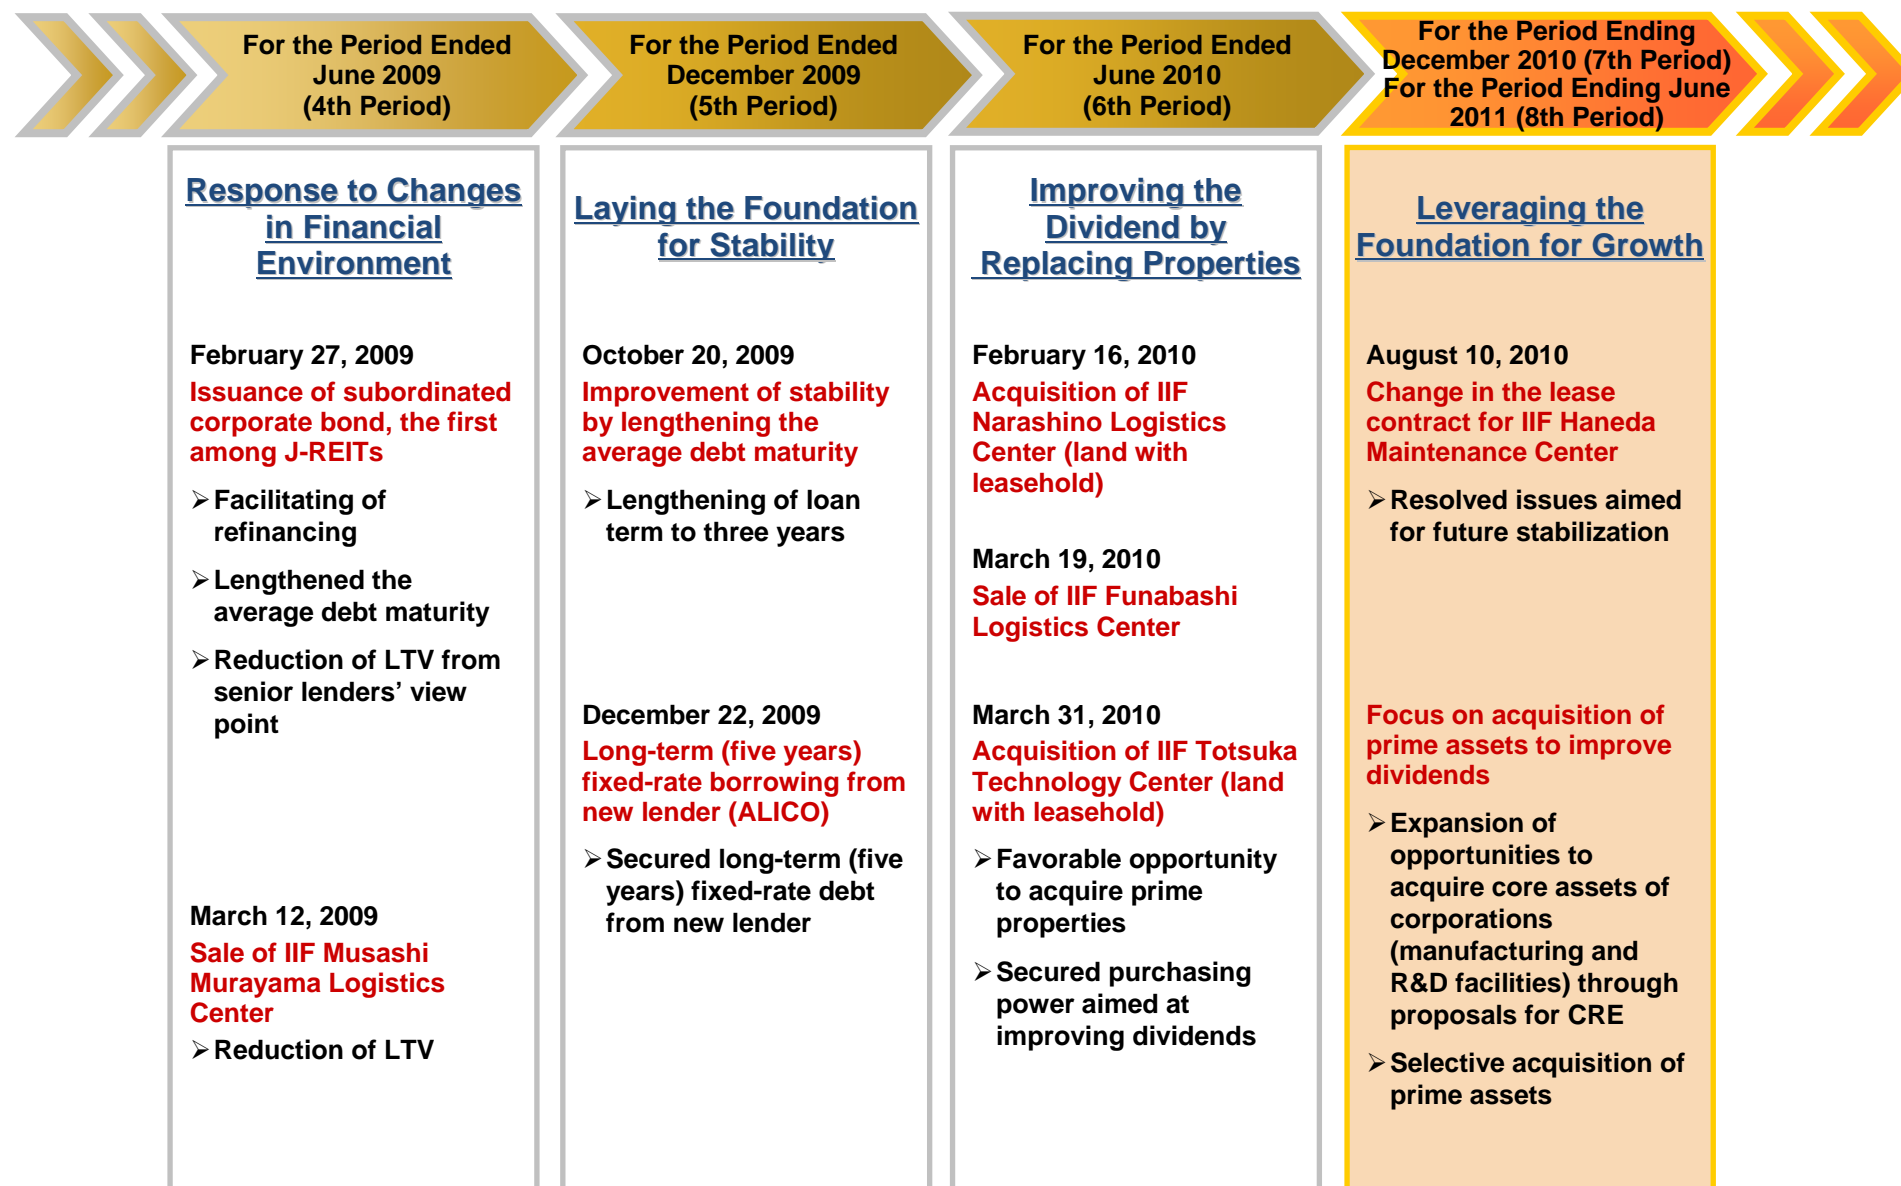 For the Period Ended
June 2009
(4th Period)
For the Period Ended
December 2009
(5th Period)
For the Period Ended
June 2010
(6th Period)
For the Period Ending
December 2010 (7th Period)
For the Period Ending June
2011 (8th Period)
Response to Changes
in Financial
Environment
February 27, 2009
Issuance of subordinated
corporate bond, the first
among J-REITs
➢Facilitating of
refinancing
➢Lengthened the
average debt maturity
➢Reduction of LTV from
senior lenders’ view
point
March 12, 2009
Sale of IIF Musashi
Murayama Logistics
Center
➢Reduction of LTV
Laying the Foundation
for Stability
October 20, 2009
Improvement of stability
by lengthening the
average debt maturity
➢Lengthening of loan
term to three years
December 22, 2009
Long-term (five years)
fixed-rate borrowing from
new lender (ALICO)
➢Secured long-term (five
years) fixed-rate debt
from new lender
Improving the
Dividend by
Replacing Properties
February 16, 2010
Acquisition of IIF
Narashino Logistics
Center (land with
leasehold)
March 19, 2010
Sale of IIF Funabashi
Logistics Center
March 31, 2010
Acquisition of IIF Totsuka
Technology Center (land
with leasehold)
➢Favorable opportunity
to acquire prime
properties
➢Secured purchasing
power aimed at
improving dividends
Leveraging the
Foundation for Growth
August 10, 2010
Change in the lease
contract for IIF Haneda
Maintenance Center
➢Resolved issues aimed
for future stabilization
Focus on acquisition of
prime assets to improve
dividends
➢Expansion of
opportunities to
acquire core assets of
corporations
(manufacturing and
R&D facilities) through
proposals for CRE
➢Selective acquisition of
prime assets